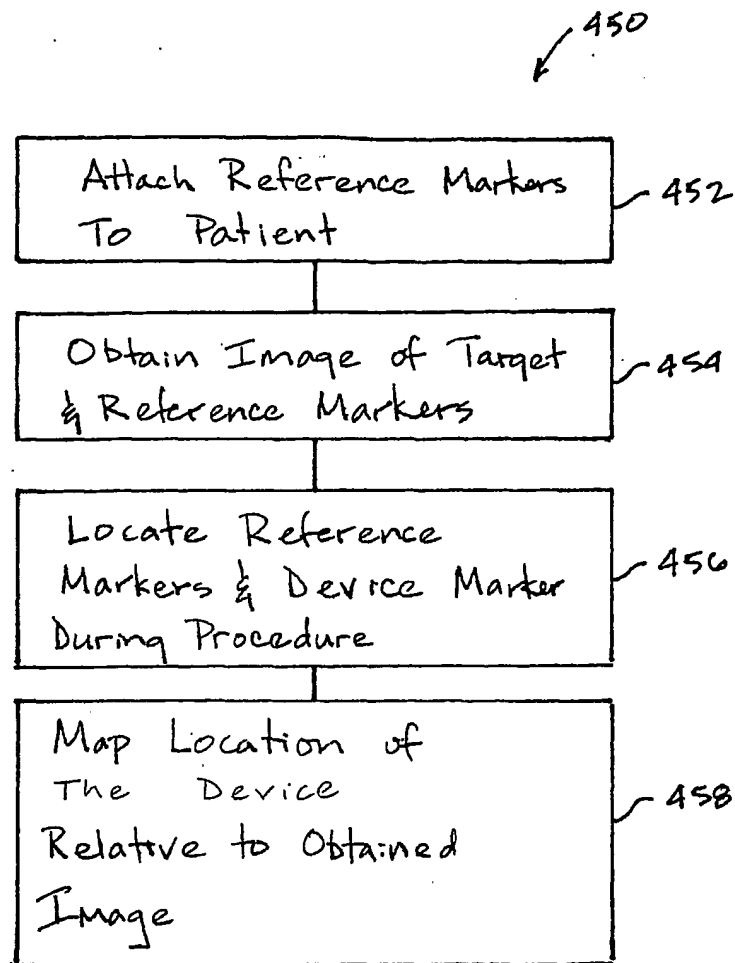 450
Attach Reference Markers
To Patient
452
Obtain Image of Target
& Reference Markers
454
Locate Reference
Markers & Device Marker
During Procedure
456
Map Location of
The Device
Relative to Obtained
Image
458